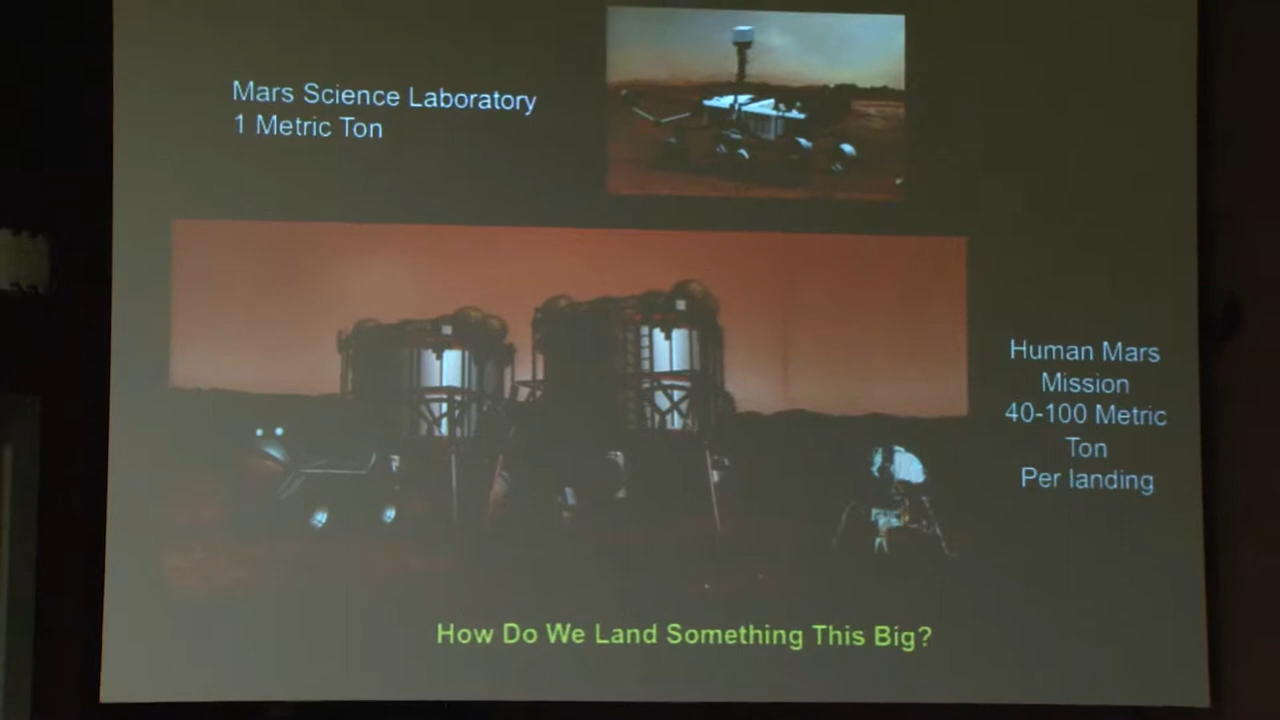 Mars Science Laboratory
1 Metric Ton
Human Mars
Mission
40-100 Metric
Ton
Per landing
How Do We Land Something This Big?